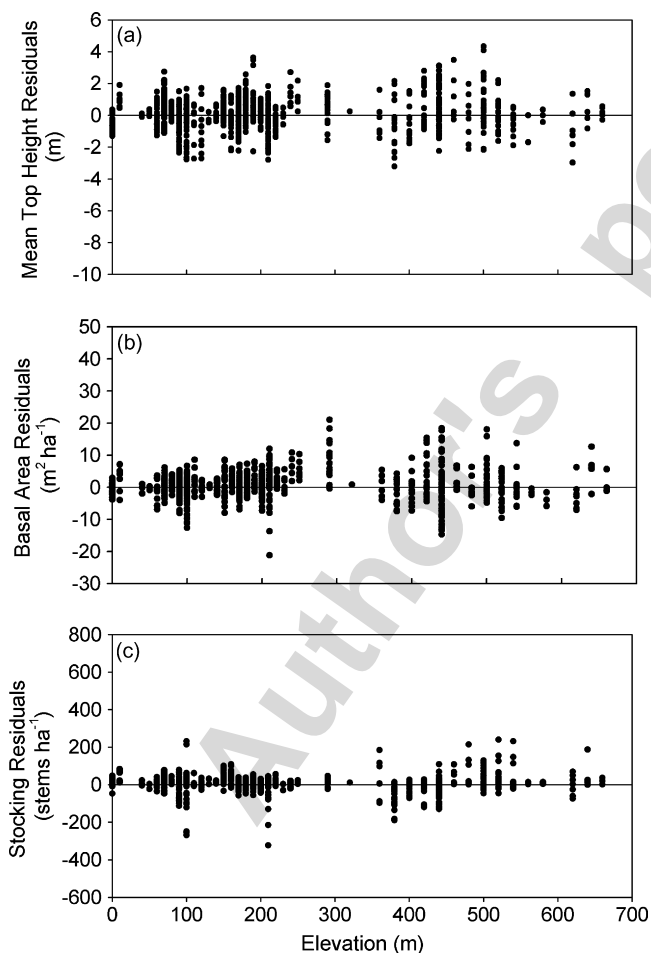 (a)
6
4
2
0
-2
-4
-6
-8
-10
Mean Top Height Residuals
(m)
(b)
50
40
30
20
10
0
-10
-20
-30
Basal Area Residuals
(m² ha⁻¹)
(c)
800
600
400
200
0
-200
-400
-600
Stocking Residuals
(stems ha⁻¹)
0 100 200 300 400 500 600 700
Elevation (m)
Author's pe